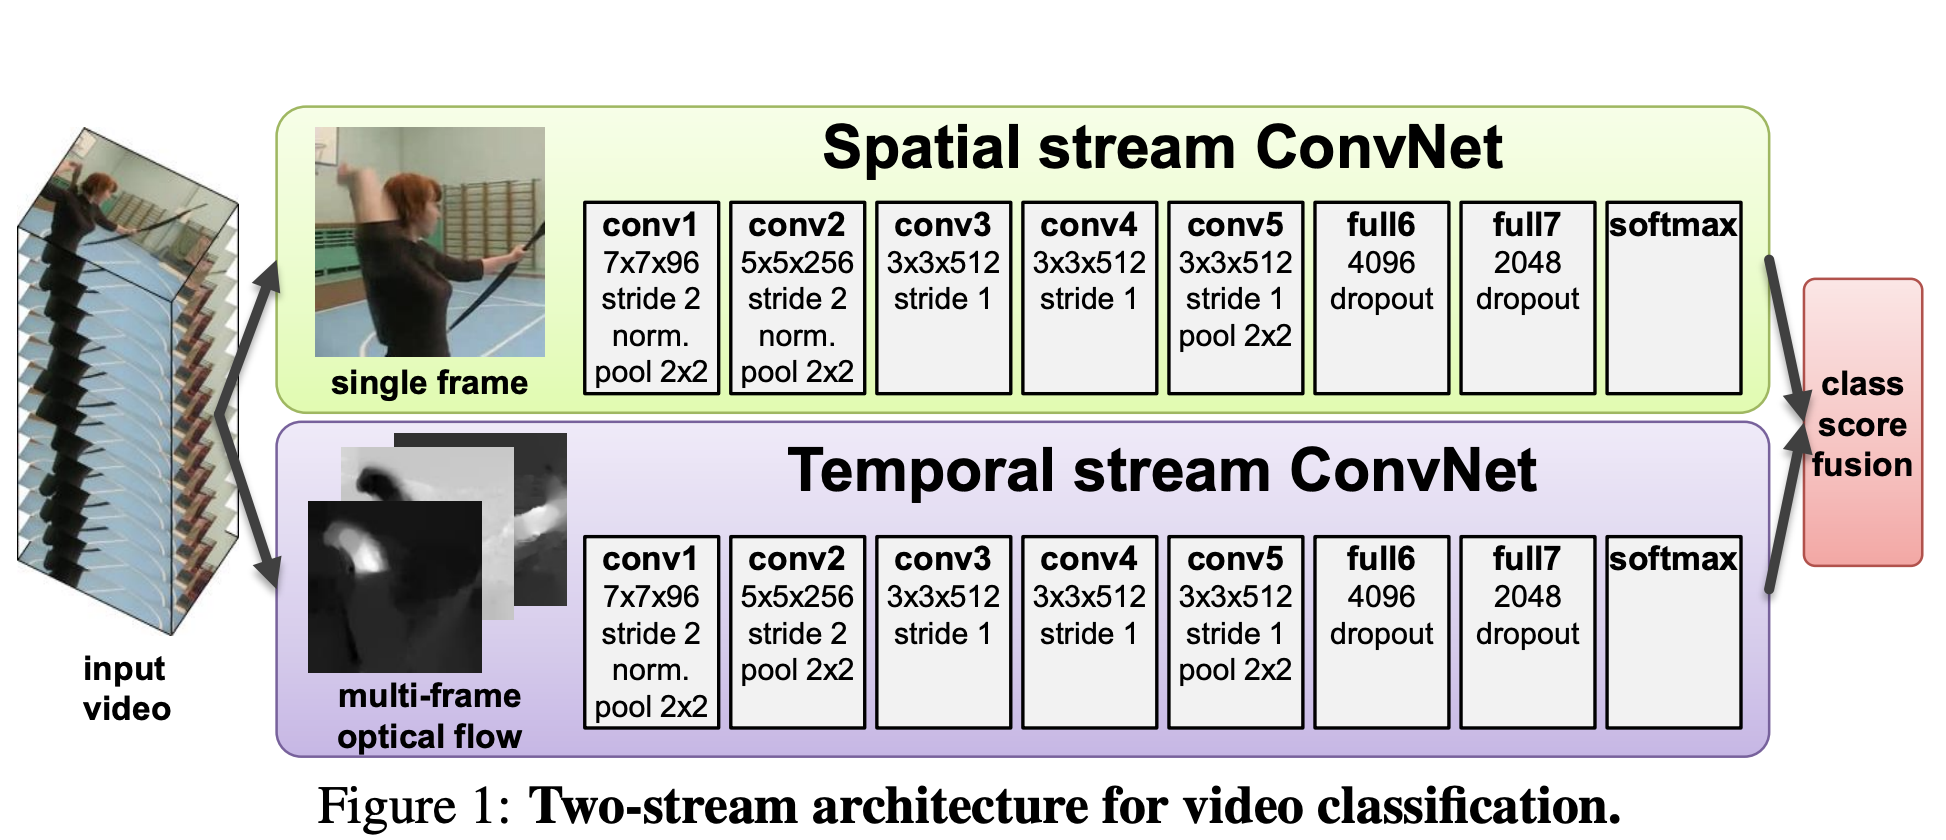 Spatial stream ConvNet
single frame
conv1
7x7x96
stride 2
norm.
pool 2x2
conv2
5x5x256
stride 2
norm.
pool 2x2
conv3
3x3x512
stride 1
conv4
3x3x512
stride 1
conv5
3x3x512
stride 1
pool 2x2
full6
4096
dropout
full7
2048
dropout
softmax
input
video
Temporal stream ConvNet
multi-frame
optical flow
conv1
7x7x96
stride 2
norm.
pool 2x2
conv2
5x5x256
stride 2
pool 2x2
conv3
3x3x512
stride 1
conv4
3x3x512
stride 1
conv5
3x3x512
stride 1
pool 2x2
full6
4096
dropout
full7
2048
dropout
softmax
class
score
fusion
Figure 1: Two-stream architecture for video classification.